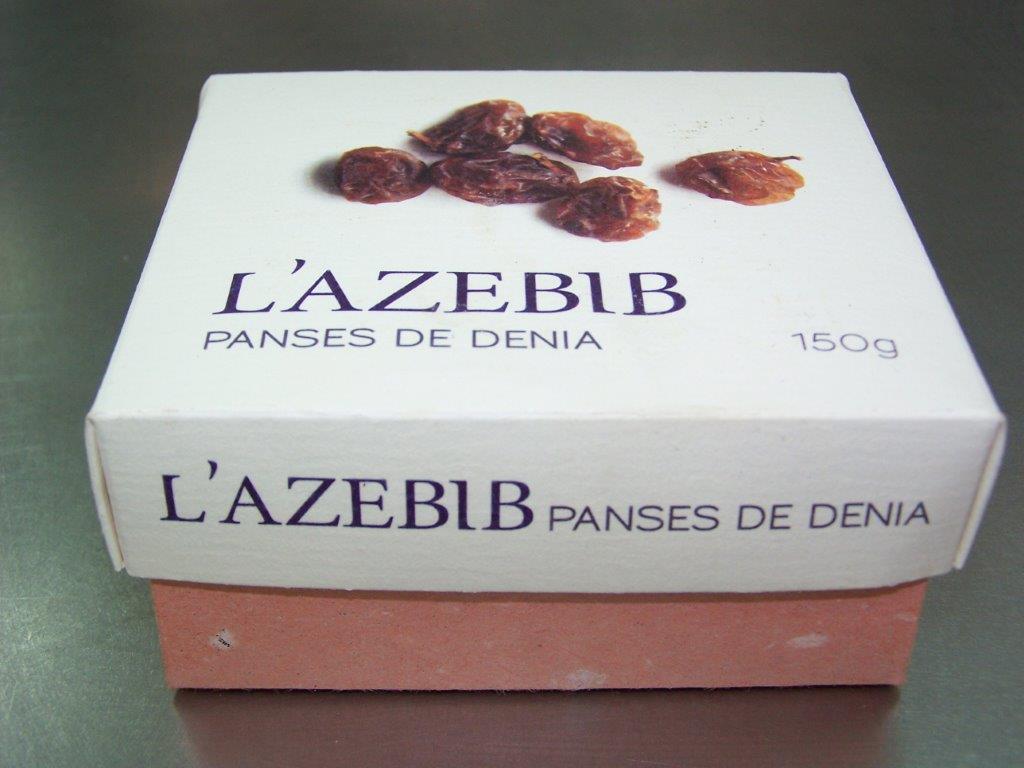 L'AZEBIB
PANSES DE DENIA
150g
L'AZEBIB PANSES DE DENIA